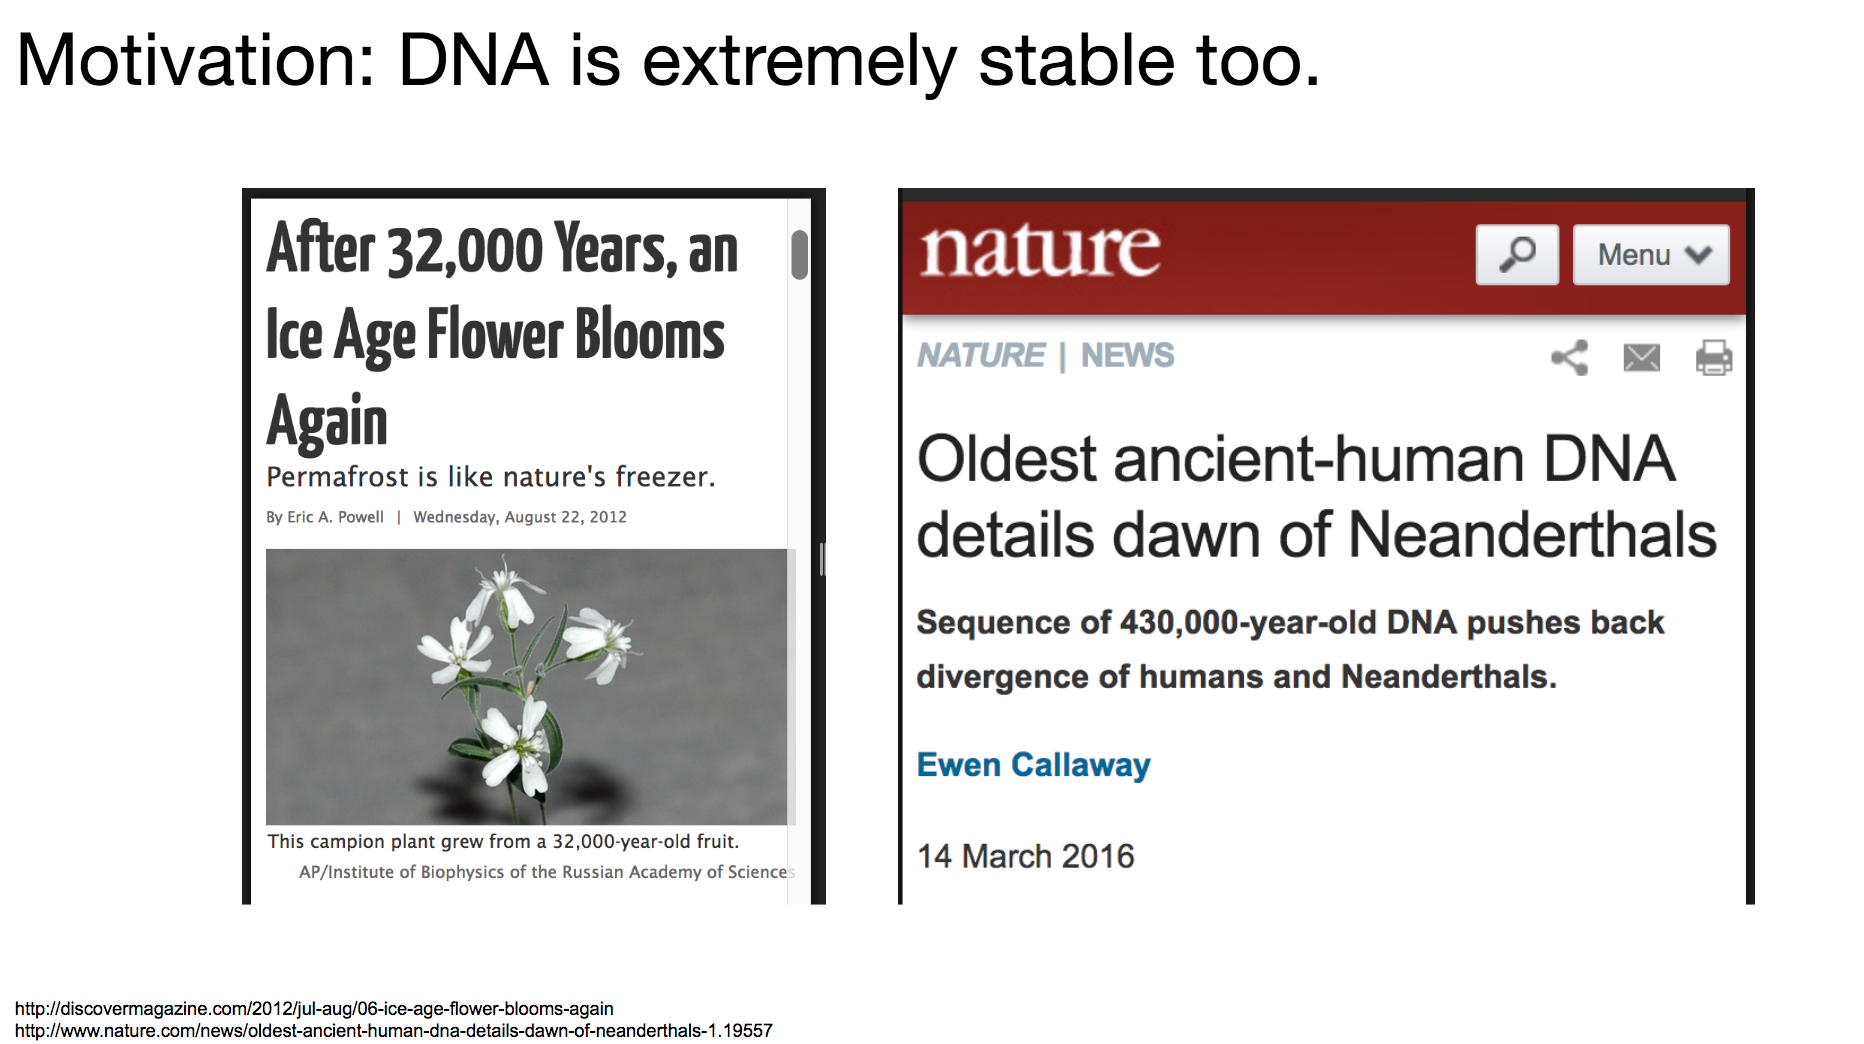 Motivation: DNA is extremely stable too.
After 32,000 Years, an
Ice Age Flower Blooms
Again
Permafrost is like nature's freezer.
By Eric A. Powell | Wednesday, August 22, 2012
This campion plant grew from a 32,000-year-old fruit.
AP/Institute of Biophysics of the Russian Academy of Sciences
nature
Menu
NATURE | NEWS
Oldest ancient-human DNA
details dawn of Neanderthals
Sequence of 430,000-year-old DNA pushes back
divergence of humans and Neanderthals.
Ewen Callaway
14 March 2016
http://discovermagazine.com/2012/jul-aug/06-ice-age-flower-blooms-again
http://www.nature.com/news/oldest-ancient-human-dna-details-dawn-of-neanderthals-1.19557